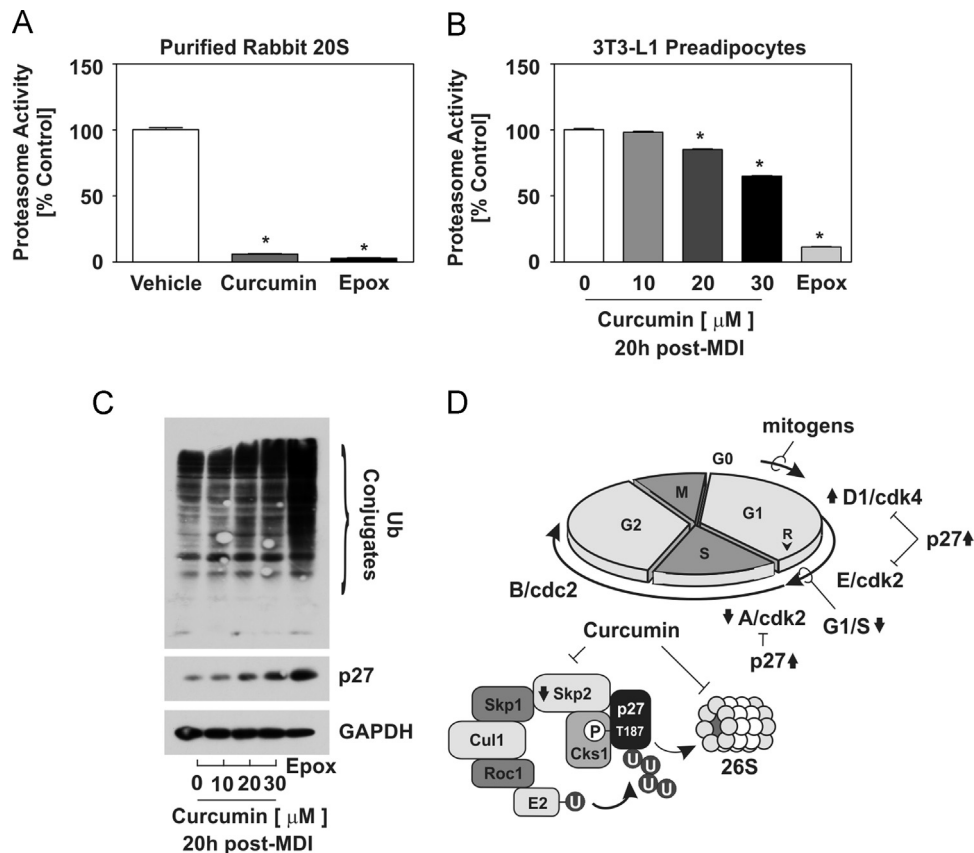 A
Purified Rabbit 20S
Proteasome Activity
[% Control]
150
100
50
0
Vehicle Curcumin Epox
* *
B
3T3-L1 Preadipocytes
Proteasome Activity
[% Control]
150
100
50
0
* * *
0 10 20 30 Epox
Curcumin [ μM ]
20h post-MDI
C
Ub
Conjugates
p27
GAPDH
0 10 20 30 Epox
Curcumin [ μM ]
20h post-MDI
D
mitogens
G0
M
G1
G2
S
R
D1/cdk4
p27
E/cdk2
B/cdc2
A/cdk2
G1/S
p27
Curcumin
Skp1
Skp2
p27
T187
P
Cks1
Cul1
Roc1
E2
U
U
U
U
U
26S